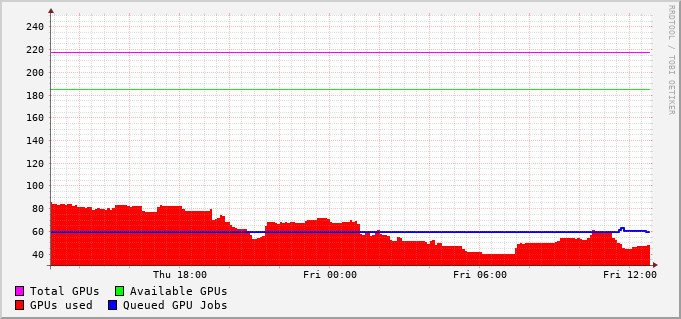 RRDTOOL / TOBI OETIKER
240
220
200
180
160
140
120
100
80
60
40
Thu 18:00 Fri 00:00 Fri 06:00 Fri 12:00
Total GPUs Available GPUs
GPUs used Queued GPU Jobs